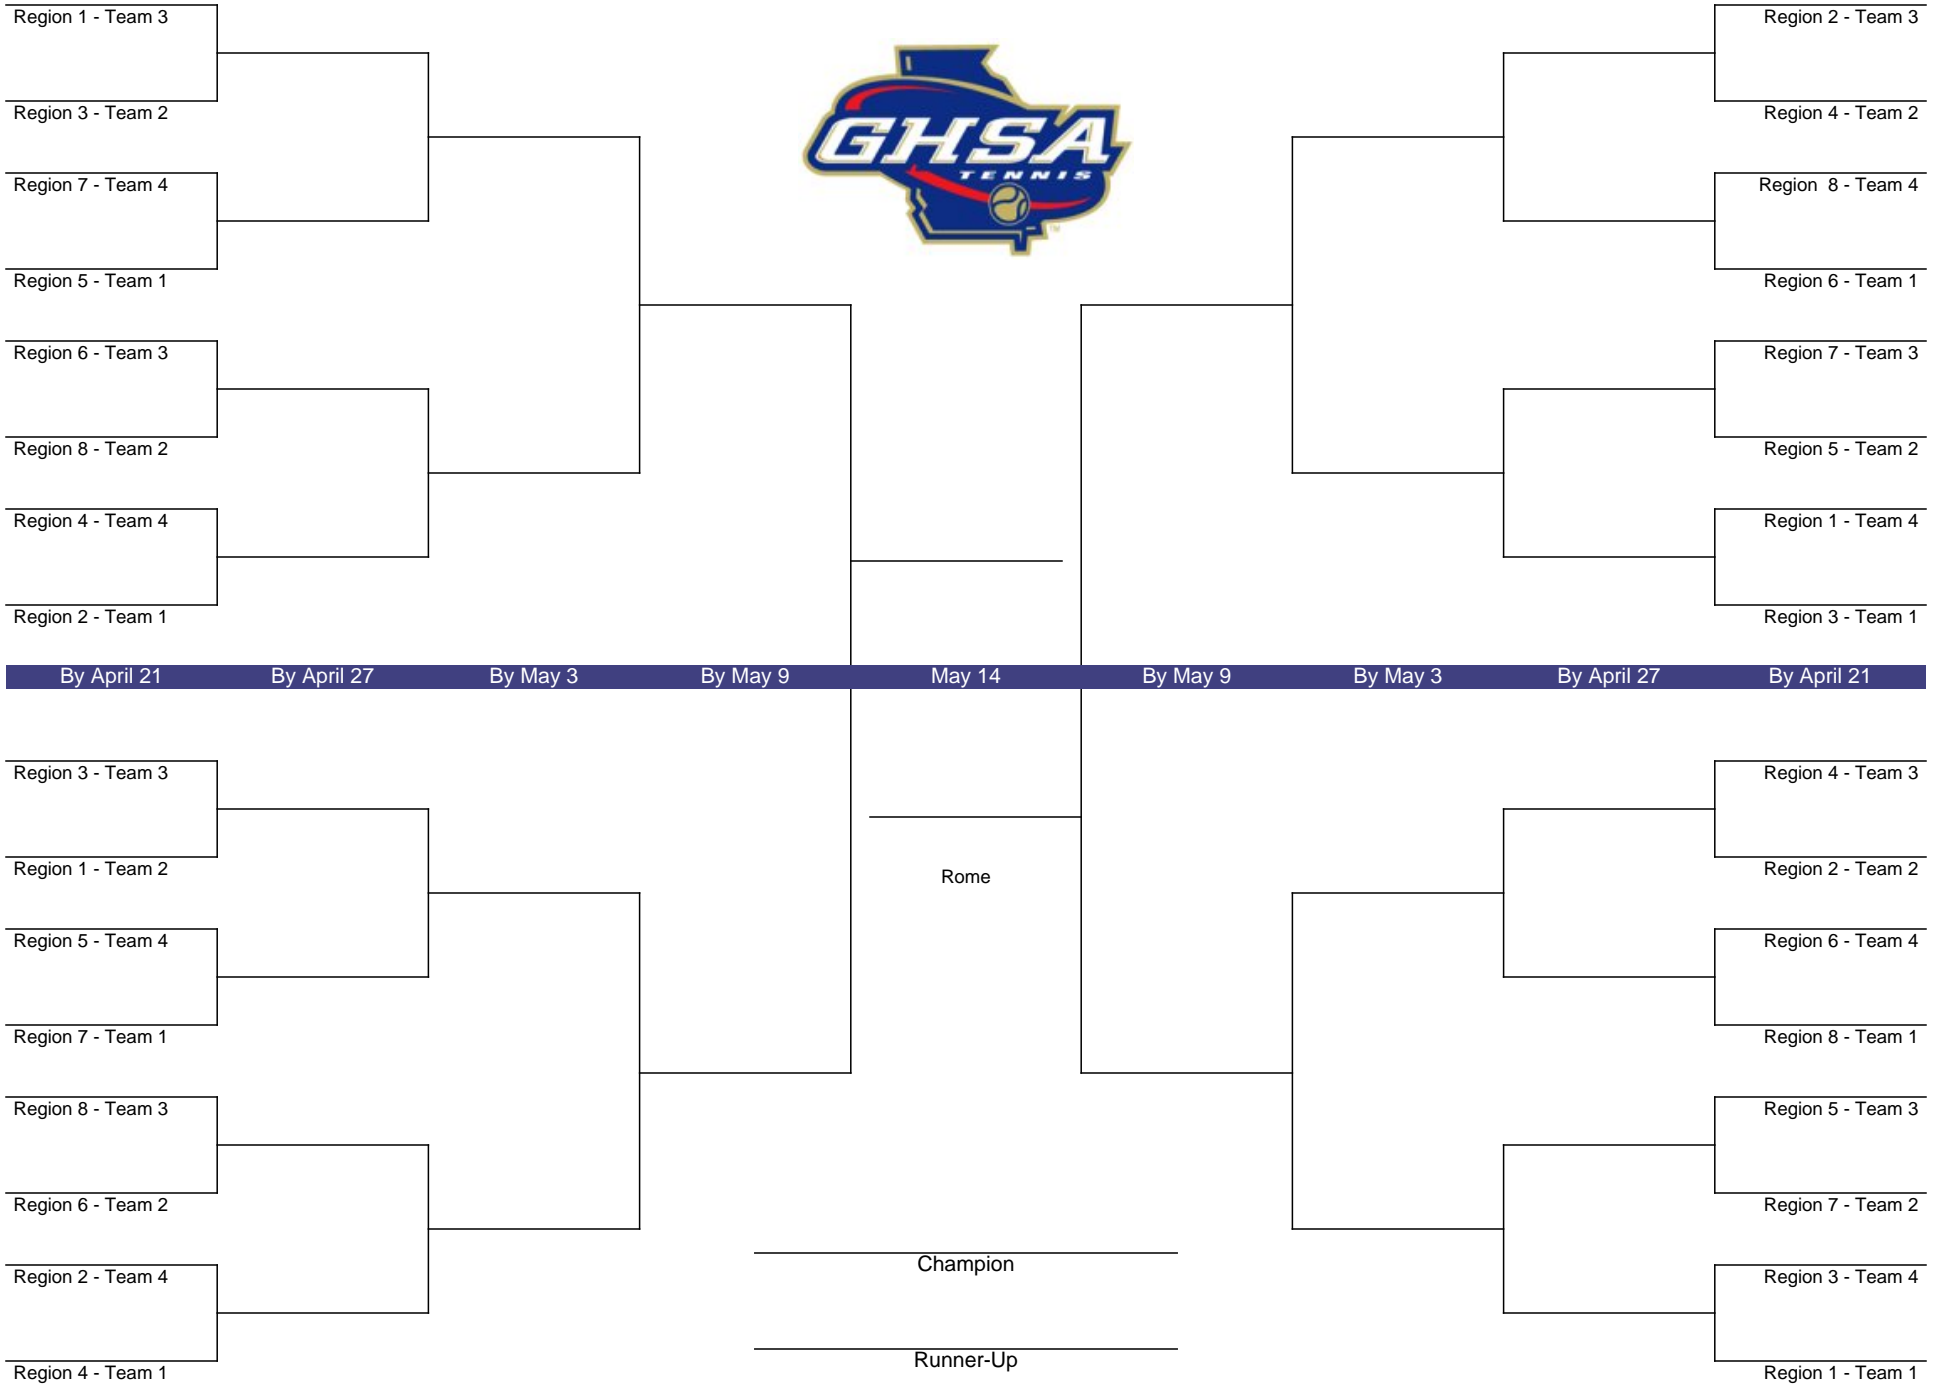 Region 1 - Team 3
Region 2 - Team 3
Region 3 - Team 2
Region 4 - Team 2
GHSA
TENNIS
TM
Region 7 - Team 4
Region  8 - Team 4
Region 5 - Team 1
Region 6 - Team 1
Region 6 - Team 3
Region 7 - Team 3
Region 8 - Team 2
Region 5 - Team 2
Region 4 - Team 4
Region 1 - Team 4
Region 2 - Team 1
Region 3 - Team 1
By April 21 By April 27 By May 3 By May 9 May 14 By May 9 By May 3 By April 27 By April 21
Region 3 - Team 3
Region 4 - Team 3
Region 1 - Team 2
Region 2 - Team 2
Rome
Region 5 - Team 4
Region 6 - Team 4
Region 7 - Team 1
Region 8 - Team 1
Region 8 - Team 3
Region 5 - Team 3
Region 6 - Team 2
Region 7 - Team 2
Champion
Region 2 - Team 4
Region 3 - Team 4
Runner-Up
Region 4 - Team 1
Region 1 - Team 1